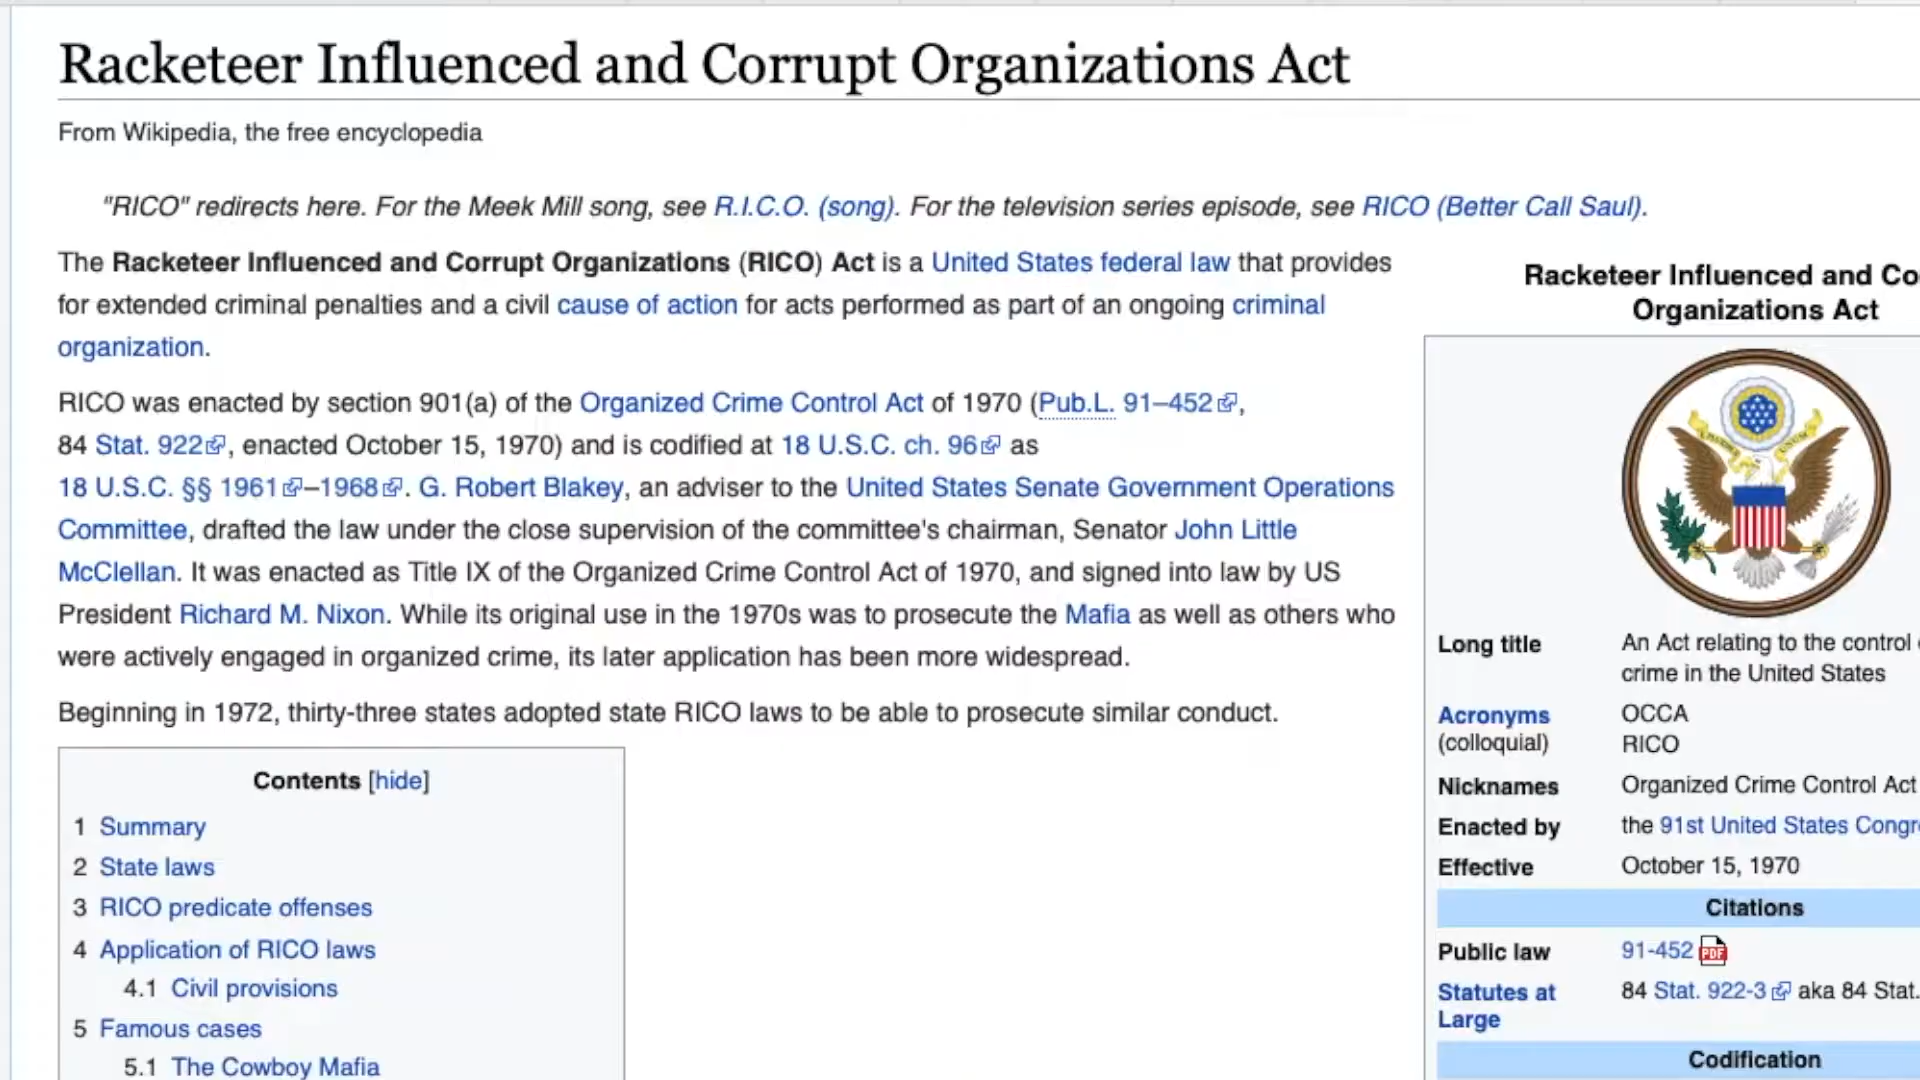 Racketeer Influenced and Corrupt Organizations Act
From Wikipedia, the free encyclopedia
"RICO" redirects here. For the Meek Mill song, see R.I.C.O. (song). For the television series episode, see RICO (Better Call Saul).
The Racketeer Influenced and Corrupt Organizations (RICO) Act is a United States federal law that provides
for extended criminal penalties and a civil cause of action for acts performed as part of an ongoing criminal
organization.
RICO was enacted by section 901(a) of the Organized Crime Control Act of 1970 (Pub.L. 91–452,
84 Stat. 922, enacted October 15, 1970) and is codified at 18 U.S.C. ch. 96 as
18 U.S.C. §§ 1961–1968. G. Robert Blakey, an adviser to the United States Senate Government Operations
Committee, drafted the law under the close supervision of the committee's chairman, Senator John Little
McClellan. It was enacted as Title IX of the Organized Crime Control Act of 1970, and signed into law by US
President Richard M. Nixon. While its original use in the 1970s was to prosecute the Mafia as well as others who
were actively engaged in organized crime, its later application has been more widespread.
Beginning in 1972, thirty-three states adopted state RICO laws to be able to prosecute similar conduct.
Contents [hide]
1 Summary
2 State laws
3 RICO predicate offenses
4 Application of RICO laws
4.1 Civil provisions
5 Famous cases
5.1 The Cowboy Mafia
Racketeer Influenced and Co
Organizations Act
Long title An Act relating to the control
crime in the United States
Acronyms OCCA
(colloquial) RICO
Nicknames Organized Crime Control Act
Enacted by the 91st United States Congr
Effective October 15, 1970
Citations
Public law 91-452 PDF
Statutes at 84 Stat. 922-3 aka 84 Stat.
Large
Codification